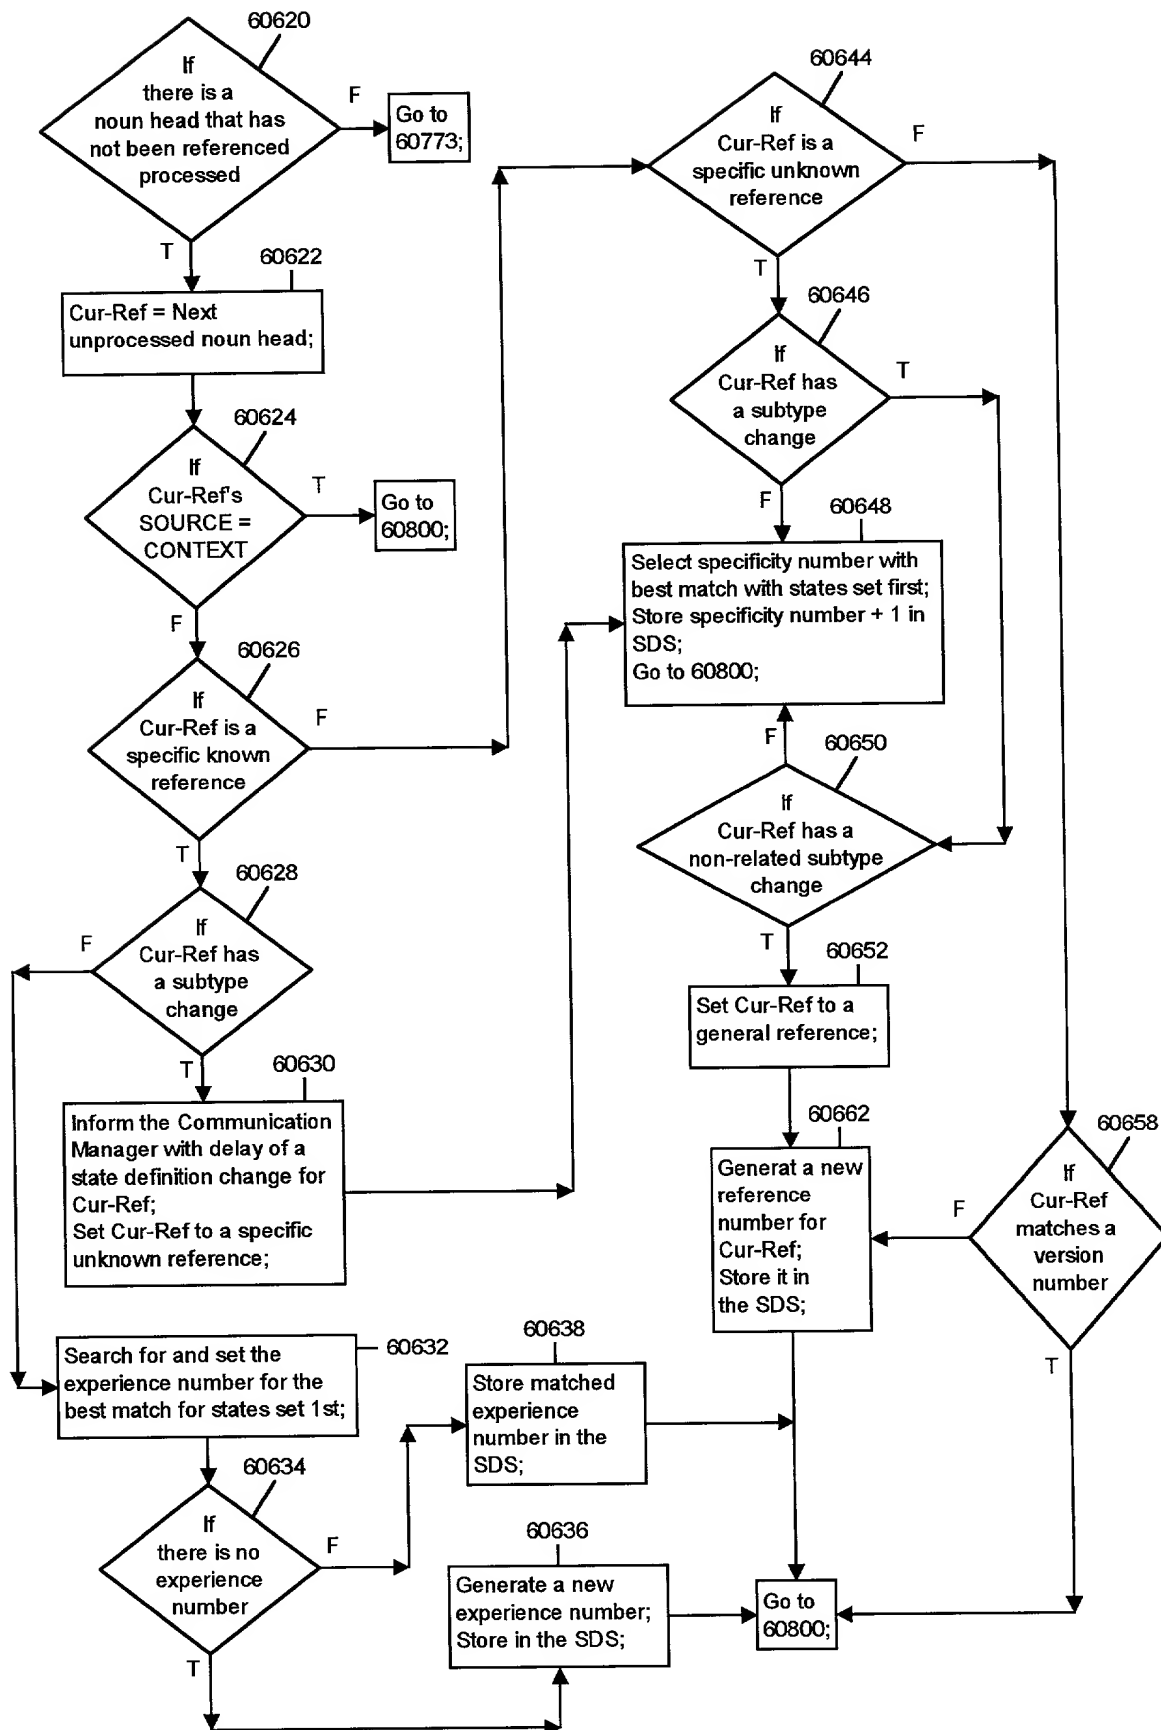 60620
If
there is a
noun head that has
not been referenced
processed
F
Go to
60773;
T
60622
Cur-Ref = Next
unprocessed noun head;
60624
If
Cur-Ref's
SOURCE =
CONTEXT
T
Go to
60800;
F
60626
If
Cur-Ref is a
specific known
reference
F
T
60628
If
Cur-Ref has
a subtype
change
F
T
60630
Inform the Communication
Manager with delay of a
state definition change for
Cur-Ref;
Set Cur-Ref to a specific
unknown reference;
60632
Search for and set the
experience number for the
best match for states set 1st;
60634
If
there is no
experience
number
F
T
60638
Store matched
experience
number in the
SDS;
60636
Generate a new
experience number;
Store in the SDS;
60644
If
Cur-Ref is a
specific unknown
reference
F
T
60646
If
Cur-Ref has
a subtype
change
T
F
60648
Select specificity number with
best match with states set first;
Store specificity number + 1 in
SDS;
Go to 60800;
F
60650
If
Cur-Ref has a
non-related subtype
change
T
60652
Set Cur-Ref to a
general reference;
60662
Generat a new
reference
number for
Cur-Ref;
Store it in
the SDS;
60658
If
Cur-Ref
matches a
version
number
F
T
Go to
60800;